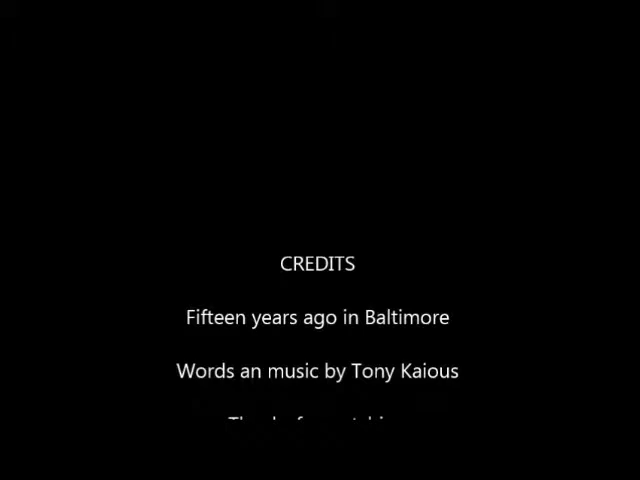 CREDITS
Fifteen years ago in Baltimore
Words an music by Tony Kaious